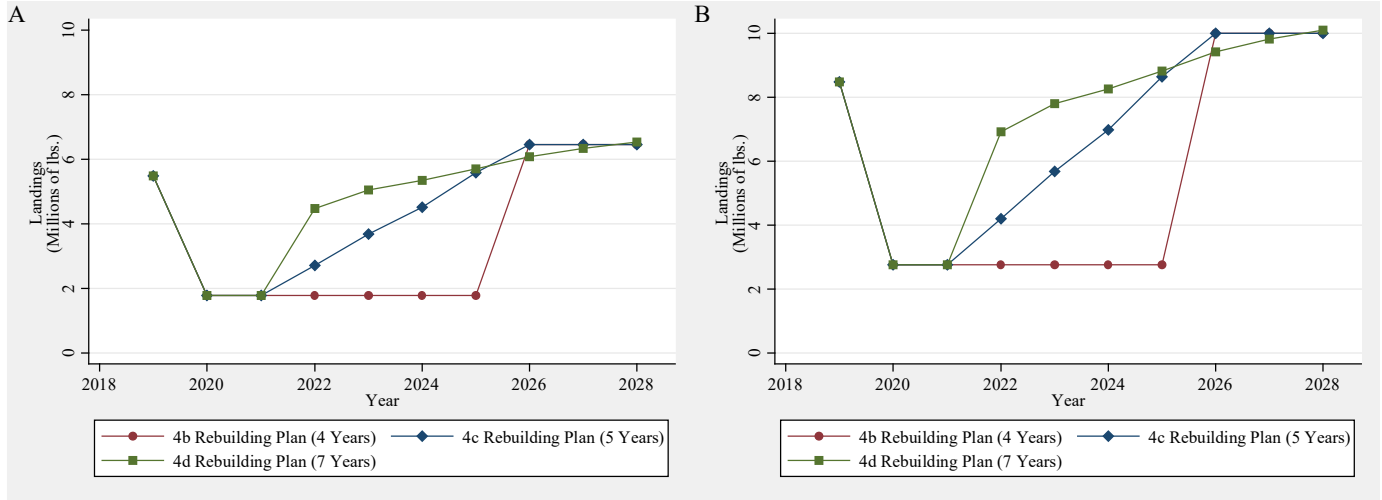 A
Landings
(Millions of lbs.)
10
8
6
4
2
0
2018 2020 2022 2024 2026 2028
Year
4b Rebuilding Plan (4 Years) 4c Rebuilding Plan (5 Years)
4d Rebuilding Plan (7 Years)
B
Landings
(Millions of lbs.)
10
8
6
4
2
0
2018 2020 2022 2024 2026 2028
Year
4b Rebuilding Plan (4 Years) 4c Rebuilding Plan (5 Years)
4d Rebuilding Plan (7 Years)